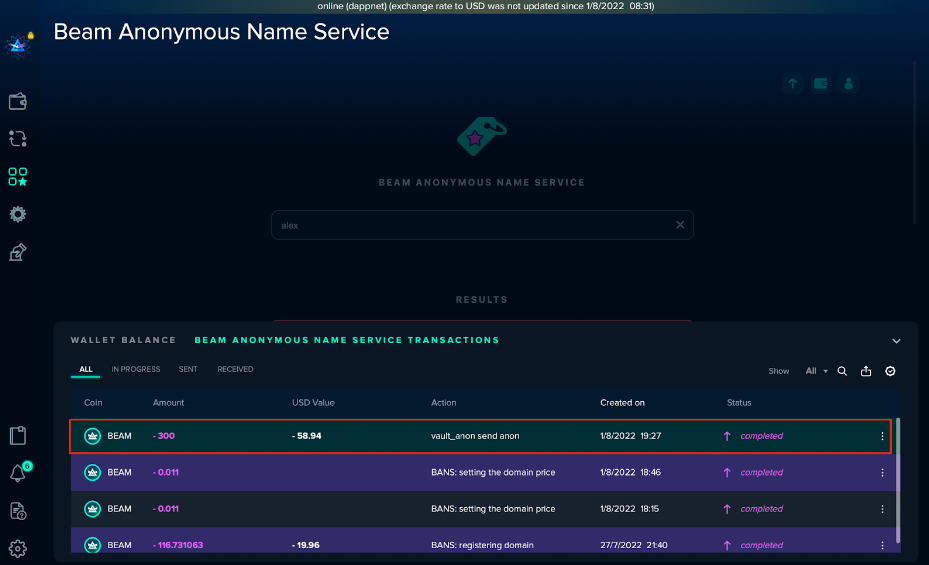 online (dappnet) (exchange rate to USD was not updated since 1/8/2022 08:31)
Beam Anonymous Name Service
BEAM ANONYMOUS NAME SERVICE
alex
RESULTS
WALLET BALANCE BEAM ANONYMOUS NAME SERVICE TRANSACTIONS
ALL IN PROGRESS SENT RECEIVED Show All
Coin Amount USD Value Action Created on Status
BEAM - 300 - 58.94 vault_anon send anon 1/8/2022 19:27 completed
6
BEAM - 0.011 BANS: setting the domain price 1/8/2022 18:46 completed
BEAM - 0.011 BANS: setting the domain price 1/8/2022 18:15 completed
BEAM - 116.731063 - 19.96 BANS: registering domain 27/7/2022 21:40 completed